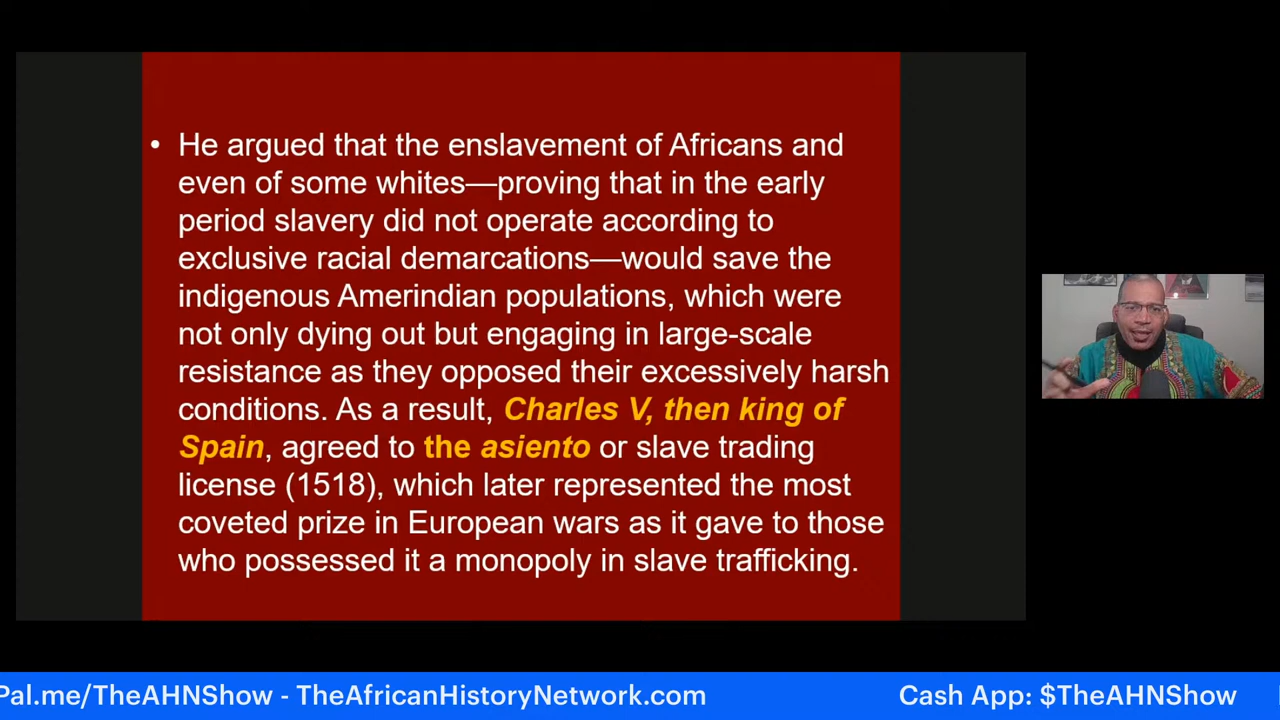 • He argued that the enslavement of Africans and
even of some whites—proving that in the early
period slavery did not operate according to
exclusive racial demarcations—would save the
indigenous Amerindian populations, which were
not only dying out but engaging in large-scale
resistance as they opposed their excessively harsh
conditions. As a result, Charles V, then king of
Spain, agreed to the asiento or slave trading
license (1518), which later represented the most
coveted prize in European wars as it gave to those
who possessed it a monopoly in slave trafficking.
Pal.me/TheAHNShow - TheAfricanHistoryNetwork.com
Cash App: $TheAHNShow